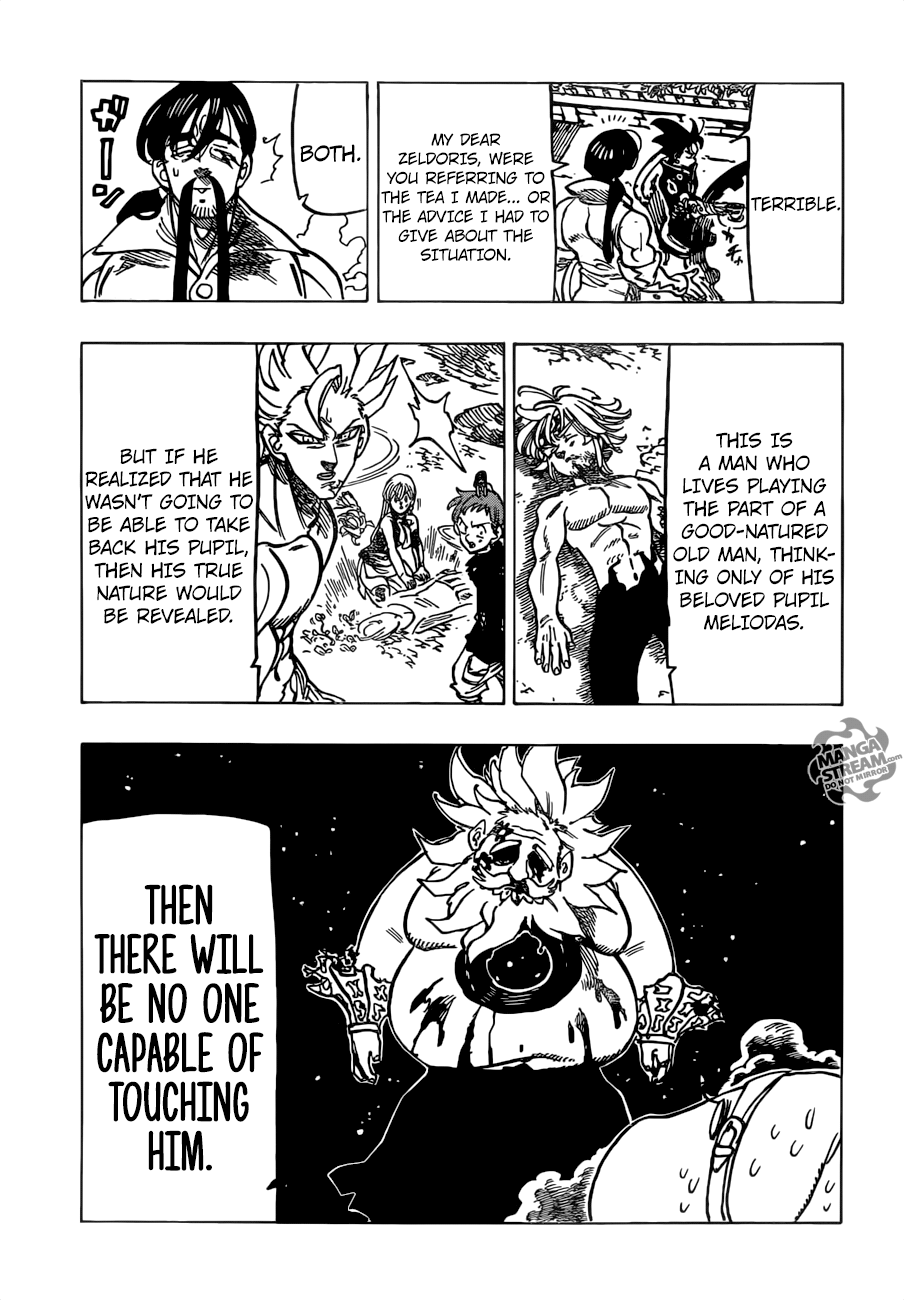 TERRIBLE.
MY DEAR
ZELDORIS, WERE
YOU REFERRING TO
THE TEA I MADE... OR
THE ADVICE I HAD TO
GIVE ABOUT THE
SITUATION.
BOTH.
ガーン
THIS IS
A MAN WHO
LIVES PLAYING
THE PART OF A
GOOD-NATURED
OLD MAN, THINK-
ING ONLY OF HIS
BELOVED PUPIL
MELIODAS.
BUT IF HE
REALIZED THAT HE
WASN'T GOING TO
BE ABLE TO TAKE
BACK HIS PUPIL,
THEN HIS TRUE
NATURE WOULD
BE REVEALED.
MANGA
STREAM.com
DO NOT MIRROR
THEN
THERE WILL
BE NO ONE
CAPABLE OF
TOUCHING
HIM.